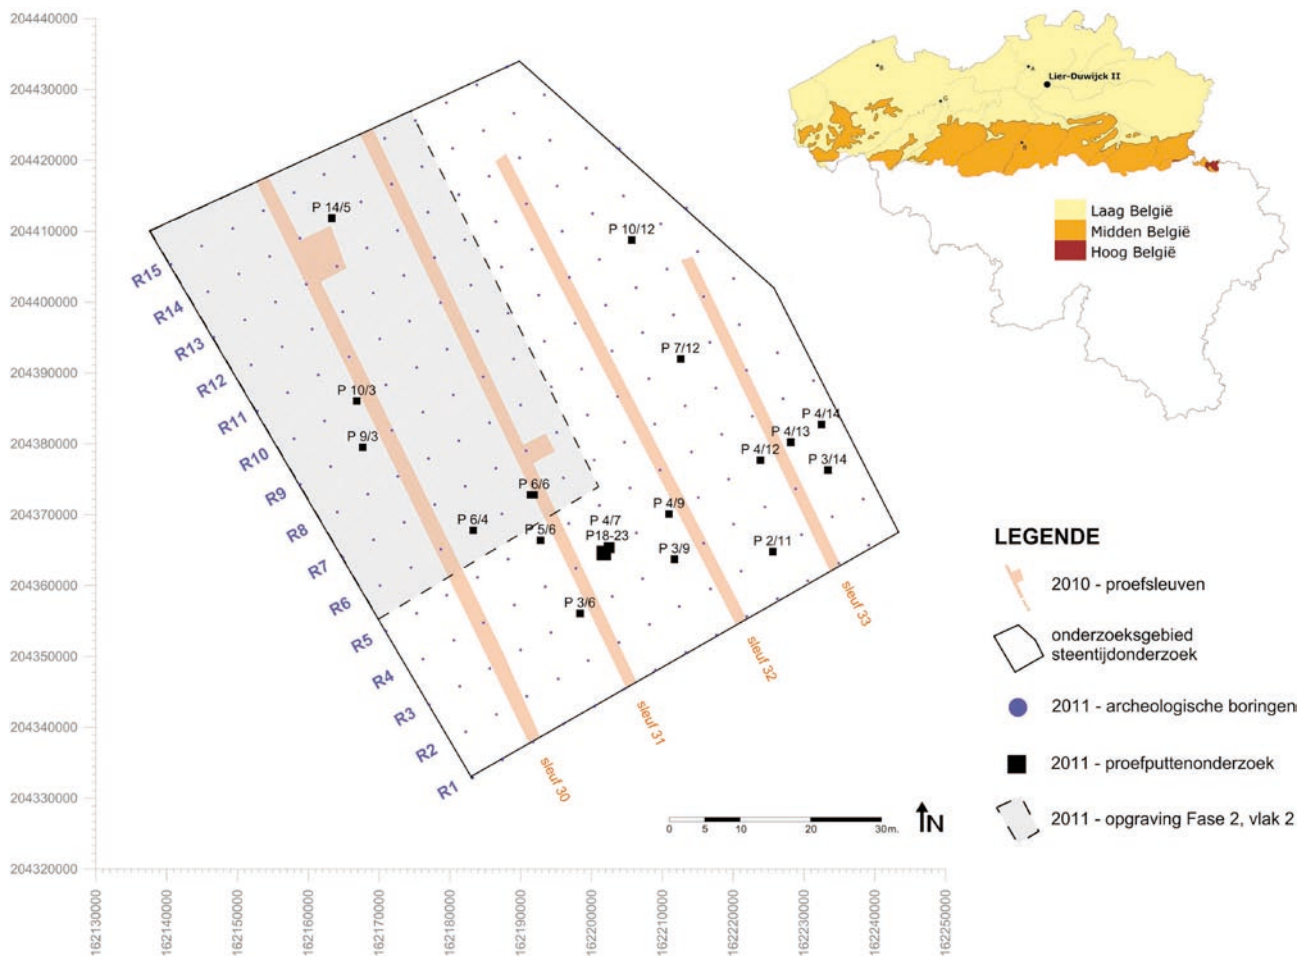 204440000
204430000
204420000
204410000
204400000
204390000
204380000
204370000
204360000
204350000
204340000
204330000
204320000
162130000
162140000
162150000
162160000
162170000
162180000
162190000
162200000
162210000
162220000
162230000
162240000
162250000
R15
R14
R13
R12
R11
R10
R9
R8
R7
R6
R5
R4
R3
R2
R1
P 14/5
P 10/12
P 7/12
P 10/3
P 9/3
P 4/14
P 4/13
P 4/12
P 3/14
P 6/6
P 4/9
P 6/4
P 5/6
P 4/7
P18-23
P 3/9
P 2/11
P 3/6
sleuf 30
sleuf 31
sleuf 32
sleuf 33
0 5 10 20 30m.
N
B
A
Lier-Duwijck II
G
B
Laag België
Midden België
Hoog België
LEGENDE
2010 - proefsleuven
onderzoeksgebied
steentijdonderzoek
2011 - archeologische boringen
2011 - proefputtenonderzoek
2011 - opgraving Fase 2, vlak 2